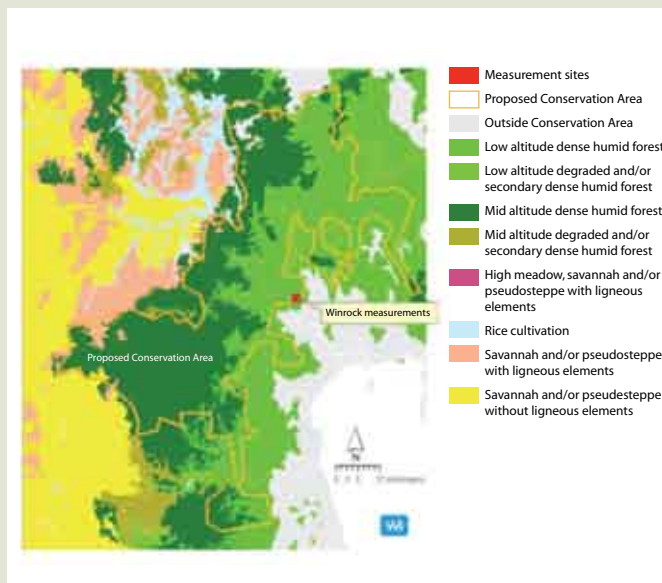 Measurement sites
Proposed Conservation Area
Outside Conservation Area
Low altitude dense humid forest
Low altitude degraded and/or
secondary dense humid forest
Mid altitude dense humid forest
Mid altitude degraded and/or
secondary dense humid forest
High meadow, savannah and/or
pseudosteppe with ligneous
elements
Rice cultivation
Savannah and/or pseudosteppe
with ligneous elements
Savannah and/or pseudesteppe
without ligneous elements
Winrock measurements
Proposed Conservation Area
N